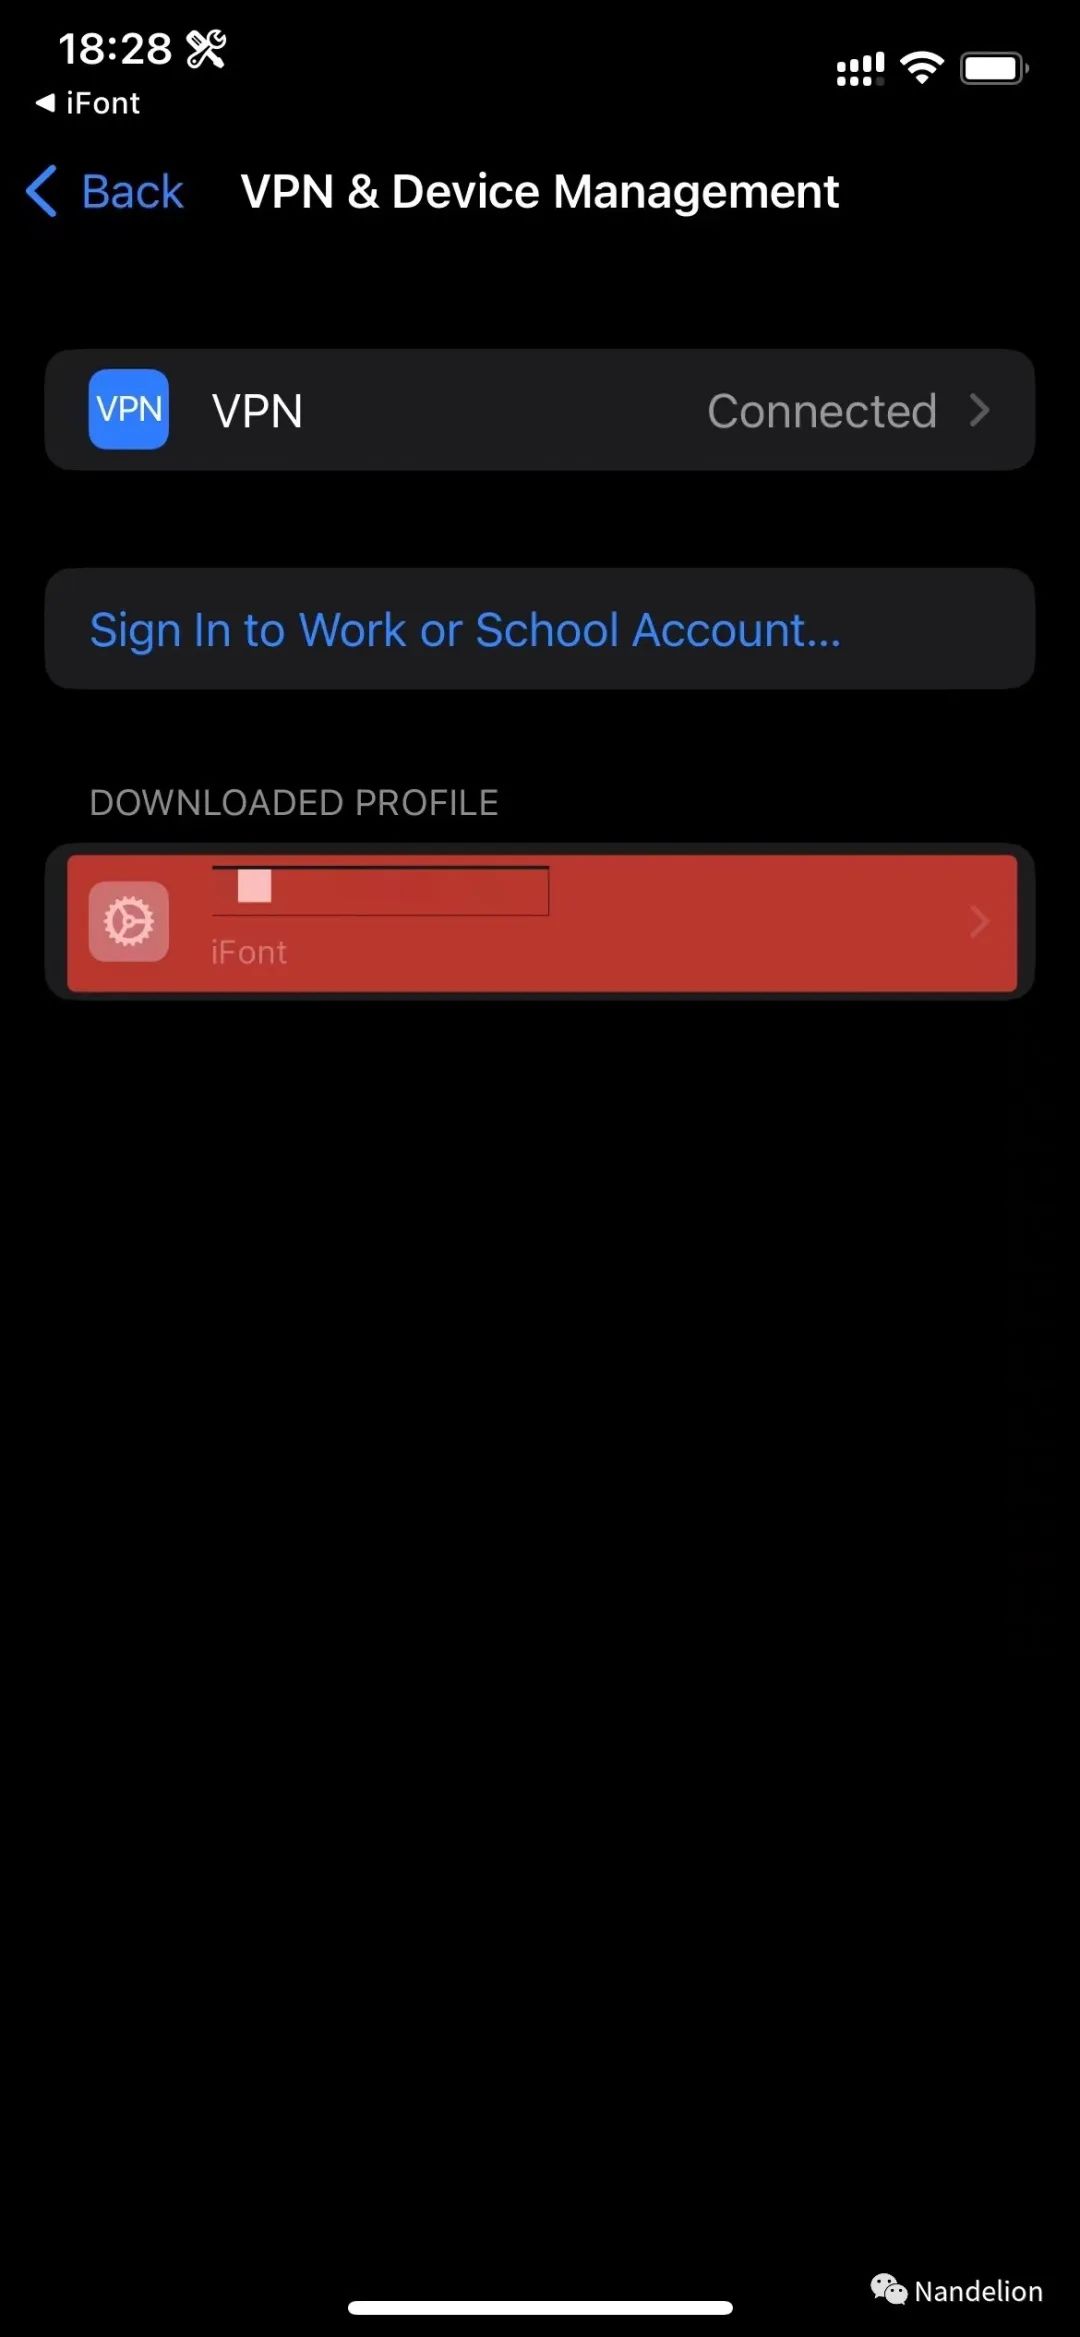 18:28
◀ iFont
Back
VPN & Device Management
VPN VPN Connected
Sign In to Work or School Account...
DOWNLOADED PROFILE
iFont
Nandelion